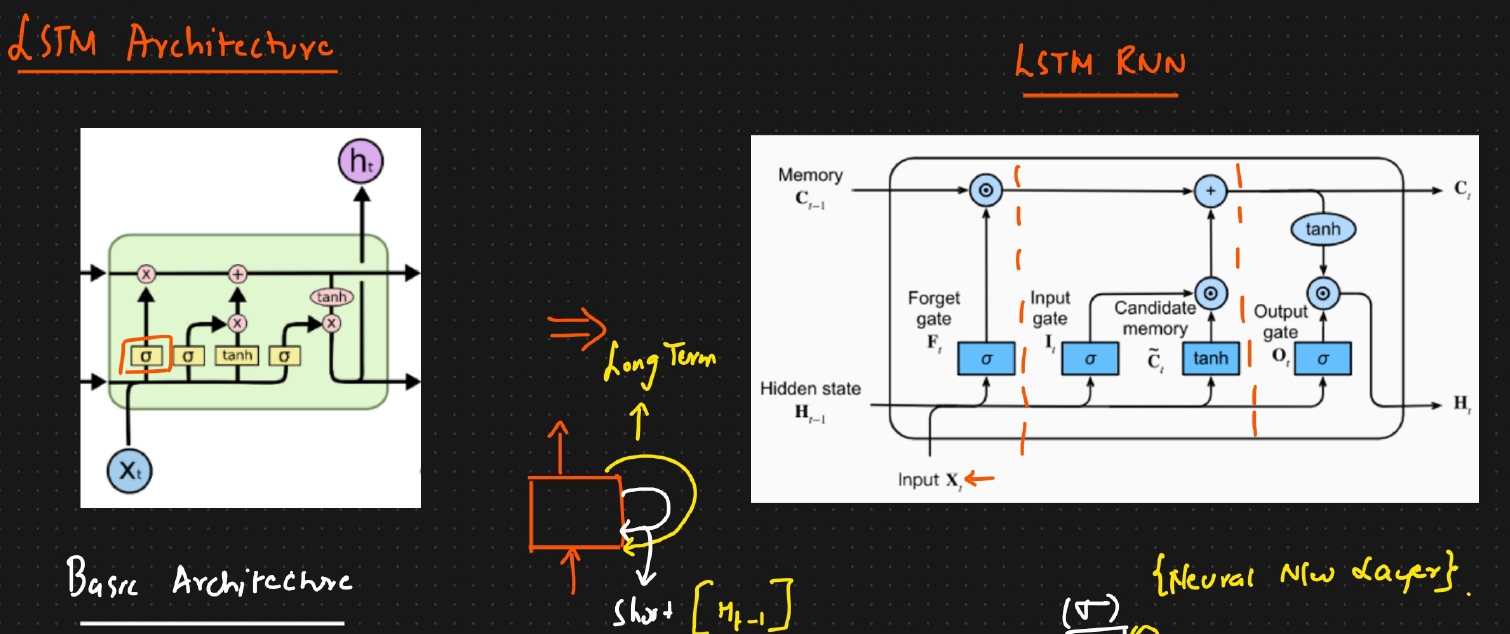 LSTM Architecture
LSTM RNN
hₜ
x
+
tanh
x
x
σ
σ
tanh
σ
Xₜ
Basic Architecture
⇒
Long Term
Short [Hₜ₋₁]
Memory
Cₜ₋₁
+
Cₜ
tanh
Forget
gate
Fₜ
Input
gate
Iₜ
Candidate
memory
C̃ₜ
Output
gate
Oₜ
σ
σ
tanh
σ
Hidden state
Hₜ₋₁
Hₜ
Input Xₜ
{Neural N/w Layer}.
(σ)